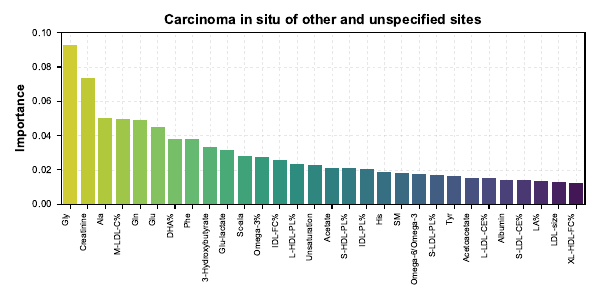 Carcinoma in situ of other and unspecified sites
Importance
0.10
0.08
0.06
0.04
0.02
0.00
Gly
Creatinine
Ala
M-LDL-C%
Gln
Glu
DHA%
Phe
3-Hydroxybutyrate
Glu-lactate
Omega-3%
IDL-FC%
L-HDL-PL%
Unsaturation
Acetate
S-HDL-PL%
IDL-PL%
His
SM
Omega-6/Omega-3
S-LDL-PL%
Tyr
Acetoacetate
L-LDL-CE%
Albumin
S-LDL-CE%
LA%
LDL-size
XL-HDL-FC%